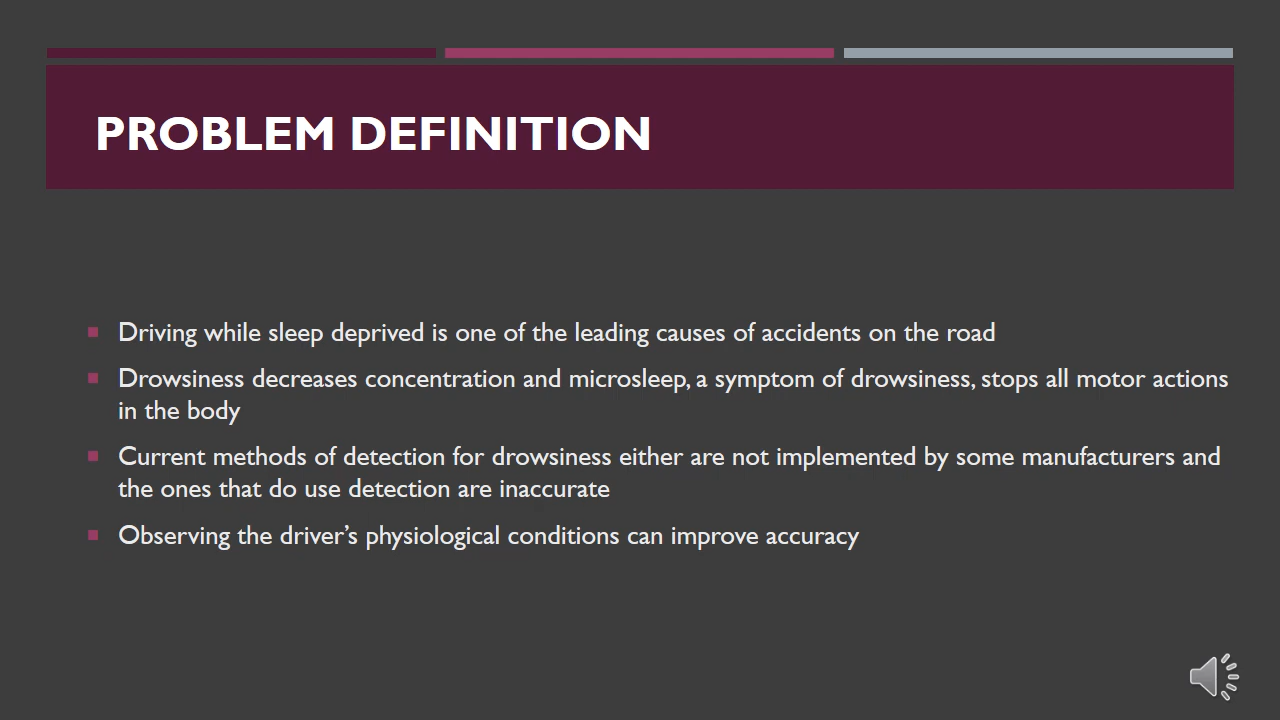 PROBLEM DEFINITION
Driving while sleep deprived is one of the leading causes of accidents on the road
Drowsiness decreases concentration and microsleep, a symptom of drowsiness, stops all motor actions
in the body
Current methods of detection for drowsiness either are not implemented by some manufacturers and
the ones that do use detection are inaccurate
Observing the driver’s physiological conditions can improve accuracy